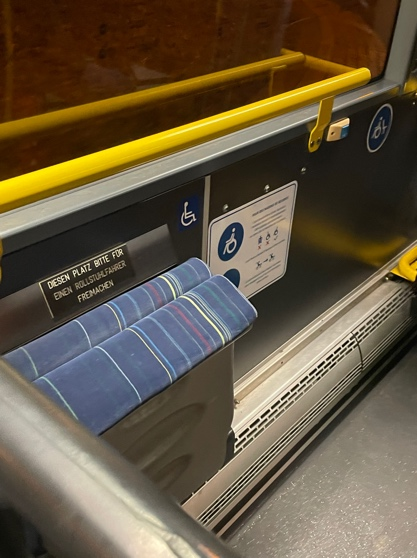 DIESEN PLATZ BITTE FÜR
EINEN ROLLSTUHLFAHRER
FREIMACHEN